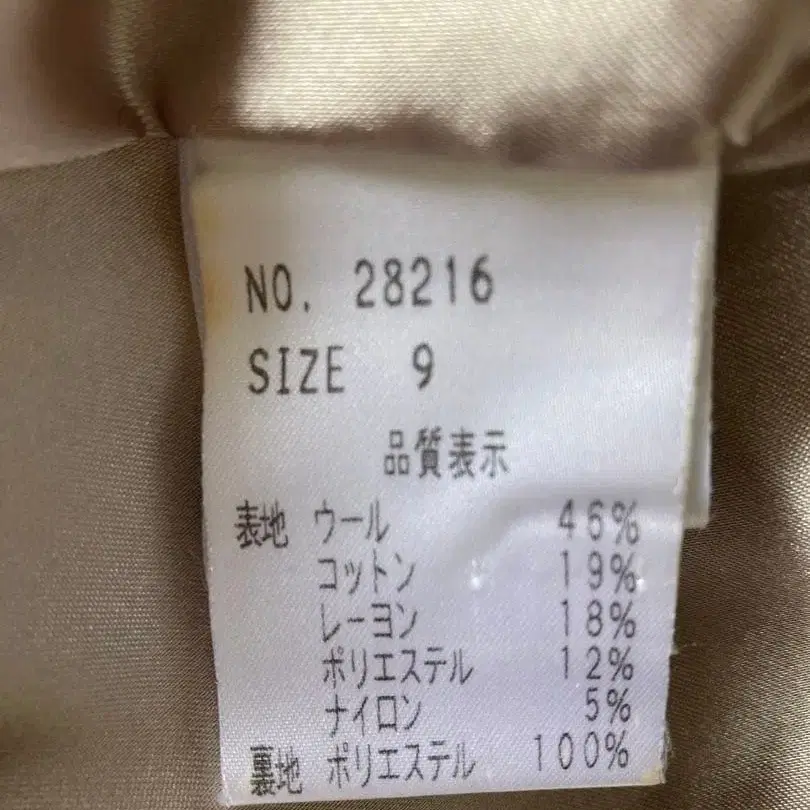 NO. 28216
SIZE 9
品質表示
表地 ウール 46%
コットン 19%
レーヨン 18%
ポリエステル 12%
ナイロン 5%
裏地 ポリエステル 100%